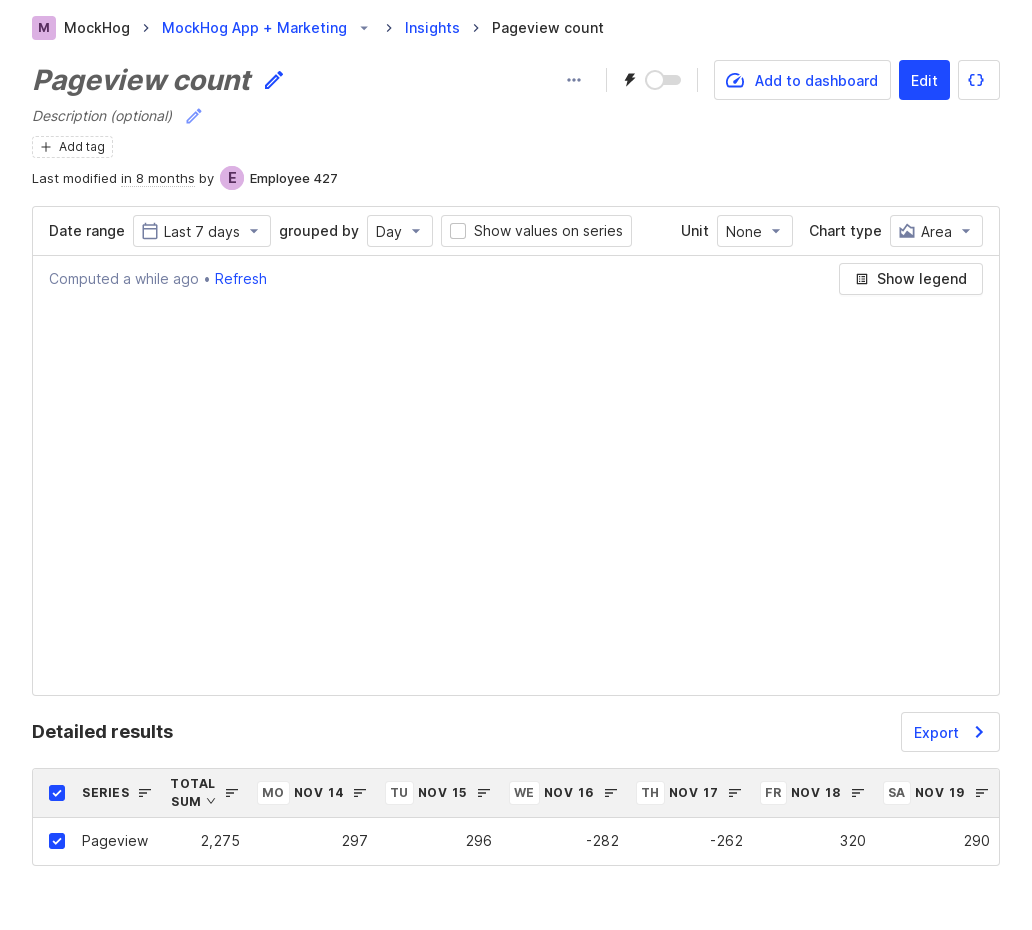 M MockHog > MockHog App + Marketing > Insights > Pageview count
Pageview count
Add to dashboard Edit {}
Description (optional)
+ Add tag
Last modified in 8 months by E Employee 427
Date range Last 7 days grouped by Day Show values on series Unit None Chart type Area
Computed a while ago • Refresh Show legend
Detailed results Export
SERIES TOTAL SUM MO NOV 14 TU NOV 15 WE NOV 16 TH NOV 17 FR NOV 18 SA NOV 19
Pageview 2,275 297 296 -282 -262 320 290